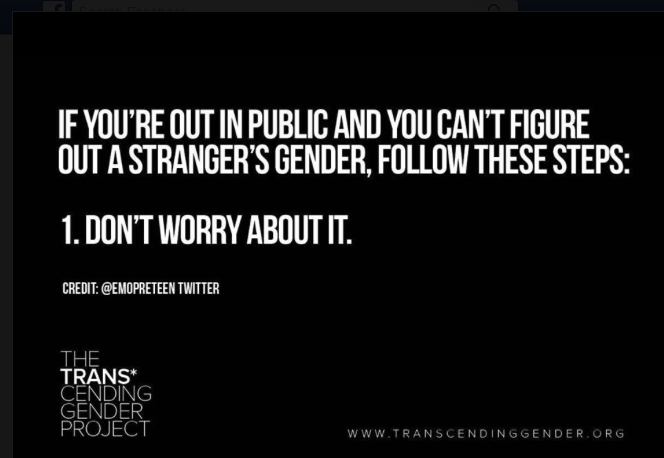 IF YOU'RE OUT IN PUBLIC AND YOU CAN'T FIGURE
OUT A STRANGER'S GENDER, FOLLOW THESE STEPS:
1. DON'T WORRY ABOUT IT.
CREDIT: @EMOPRETEEN TWITTER
THE
TRANS*
CENDING
GENDER
PROJECT
WWW.TRANSCENDINGGENDER.ORG